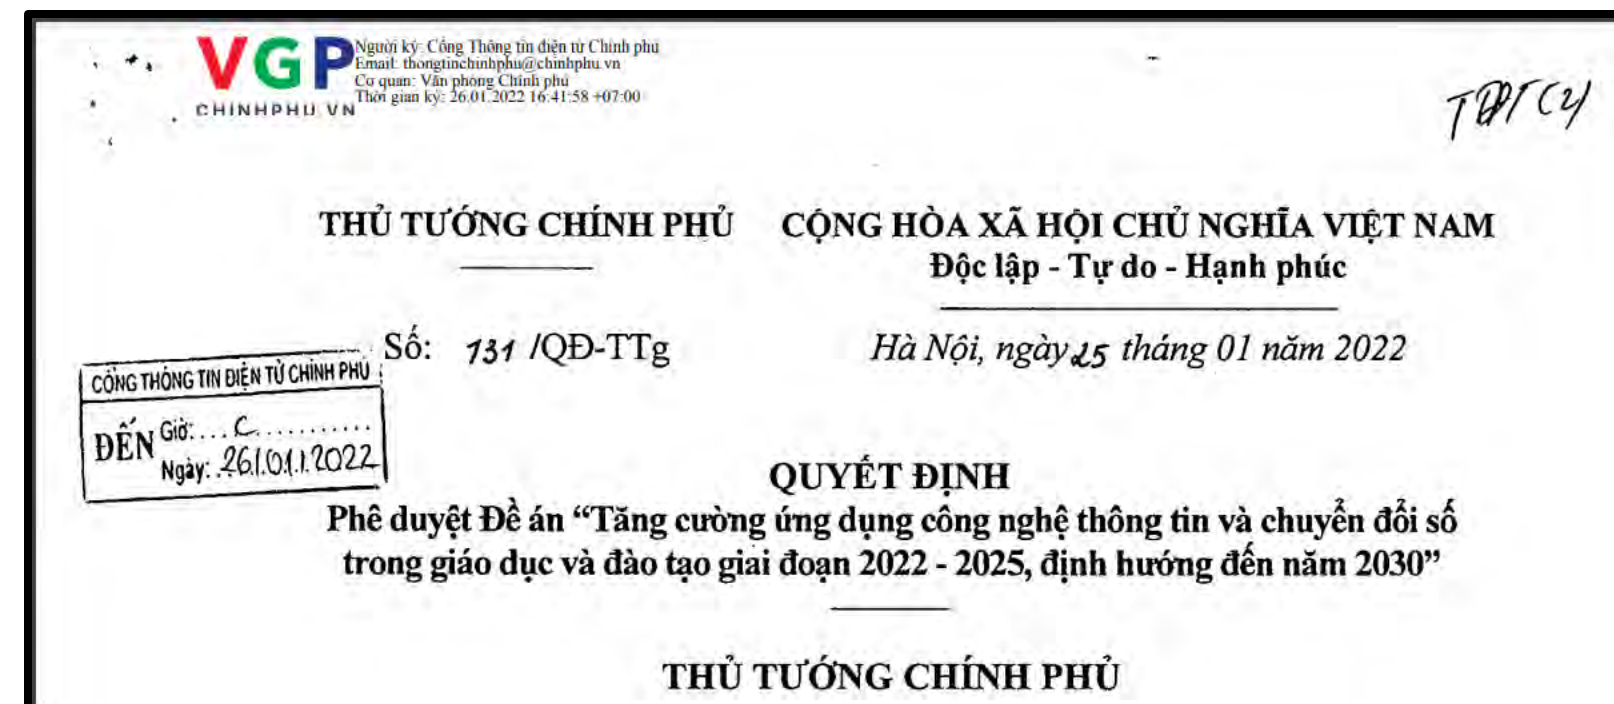 VGP
CHINHPHU.VN
Người ký: Cổng Thông tin điện tử Chính phủ
Email: thongtinchinhphu@chinhphu.vn
Cơ quan: Văn phòng Chính phủ
Thời gian ký: 26.01.2022 16:41:58 +07:00
THỦ TƯỚNG CHÍNH PHỦ
CỘNG HÒA XÃ HỘI CHỦ NGHĨA VIỆT NAM
Độc lập - Tự do - Hạnh phúc
Số: 131 /QĐ-TTg
Hà Nội, ngày 25 tháng 01 năm 2022
CỔNG THÔNG TIN ĐIỆN TỬ CHÍNH PHỦ
ĐẾN
Giờ: .... C...........
Ngày: .26/.01./.2022
QUYẾT ĐỊNH
Phê duyệt Đề án “Tăng cường ứng dụng công nghệ thông tin và chuyển đổi số
trong giáo dục và đào tạo giai đoạn 2022 - 2025, định hướng đến năm 2030”
THỦ TƯỚNG CHÍNH PHỦ